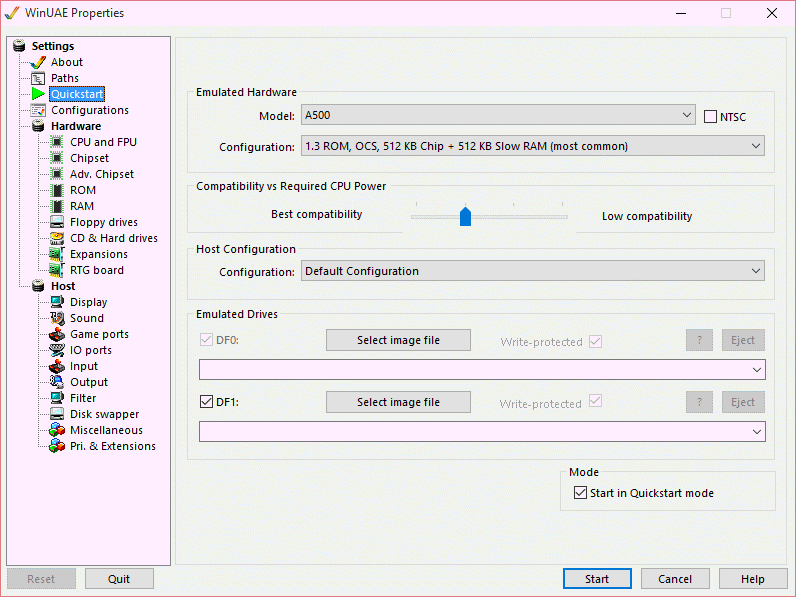 WinUAE Properties
Settings
About
Paths
Quickstart
Configurations
Hardware
CPU and FPU
Chipset
Adv. Chipset
ROM
RAM
Floppy drives
CD & Hard drives
Expansions
RTG board
Host
Display
Sound
Game ports
IO ports
Input
Output
Filter
Disk swapper
Miscellaneous
Pri. & Extensions
Emulated Hardware
Model: A500 NTSC
Configuration: 1.3 ROM, OCS, 512 KB Chip + 512 KB Slow RAM (most common)
Compatibility vs Required CPU Power
Best compatibility Low compatibility
Host Configuration
Configuration: Default Configuration
Emulated Drives
DF0: Select image file Write-protected ? Eject
DF1: Select image file Write-protected ? Eject
Mode
Start in Quickstart mode
Reset Quit Start Cancel Help